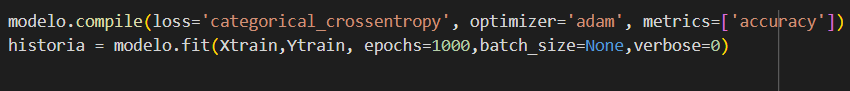 modelo.compile(loss='categorical_crossentropy', optimizer='adam', metrics=['accuracy'])
historia = modelo.fit(Xtrain,Ytrain, epochs=1000,batch_size=None,verbose=0)